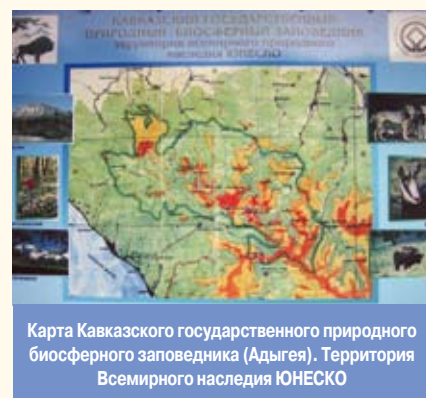 КАВКАЗСКИЙ ГОСУДАРСТВЕННЫЙ
ПРИРОДНЫЙ БИОСФЕРНЫЙ ЗАПОВЕДНИК
территория всемирного природного
наследия ЮНЕСКО
Карта Кавказского государственного природного
биосферного заповедника (Адыгея). Территория
Всемирного наследия ЮНЕСКО